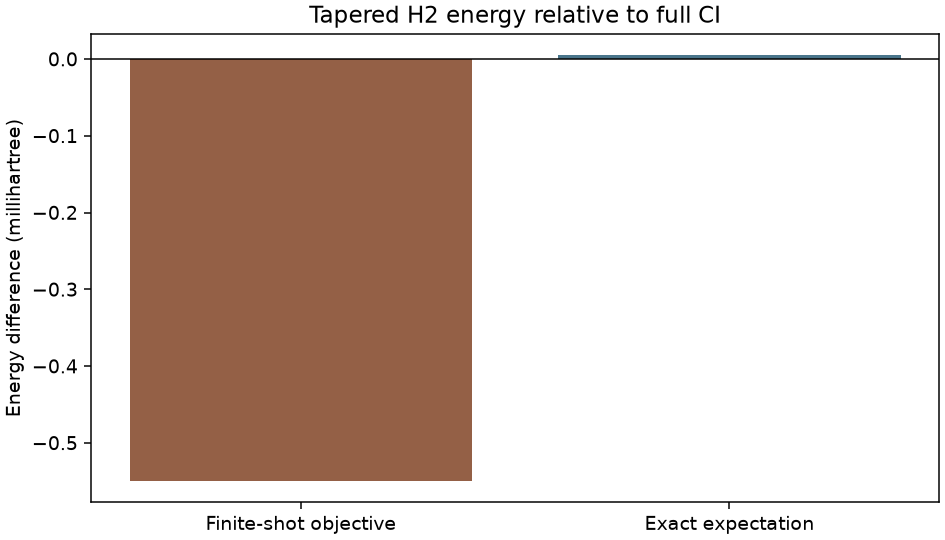 Tapered H2 energy relative to full CI
Energy difference (millihartree)
0.0
−0.1
−0.2
−0.3
−0.4
−0.5
Finite-shot objective
Exact expectation